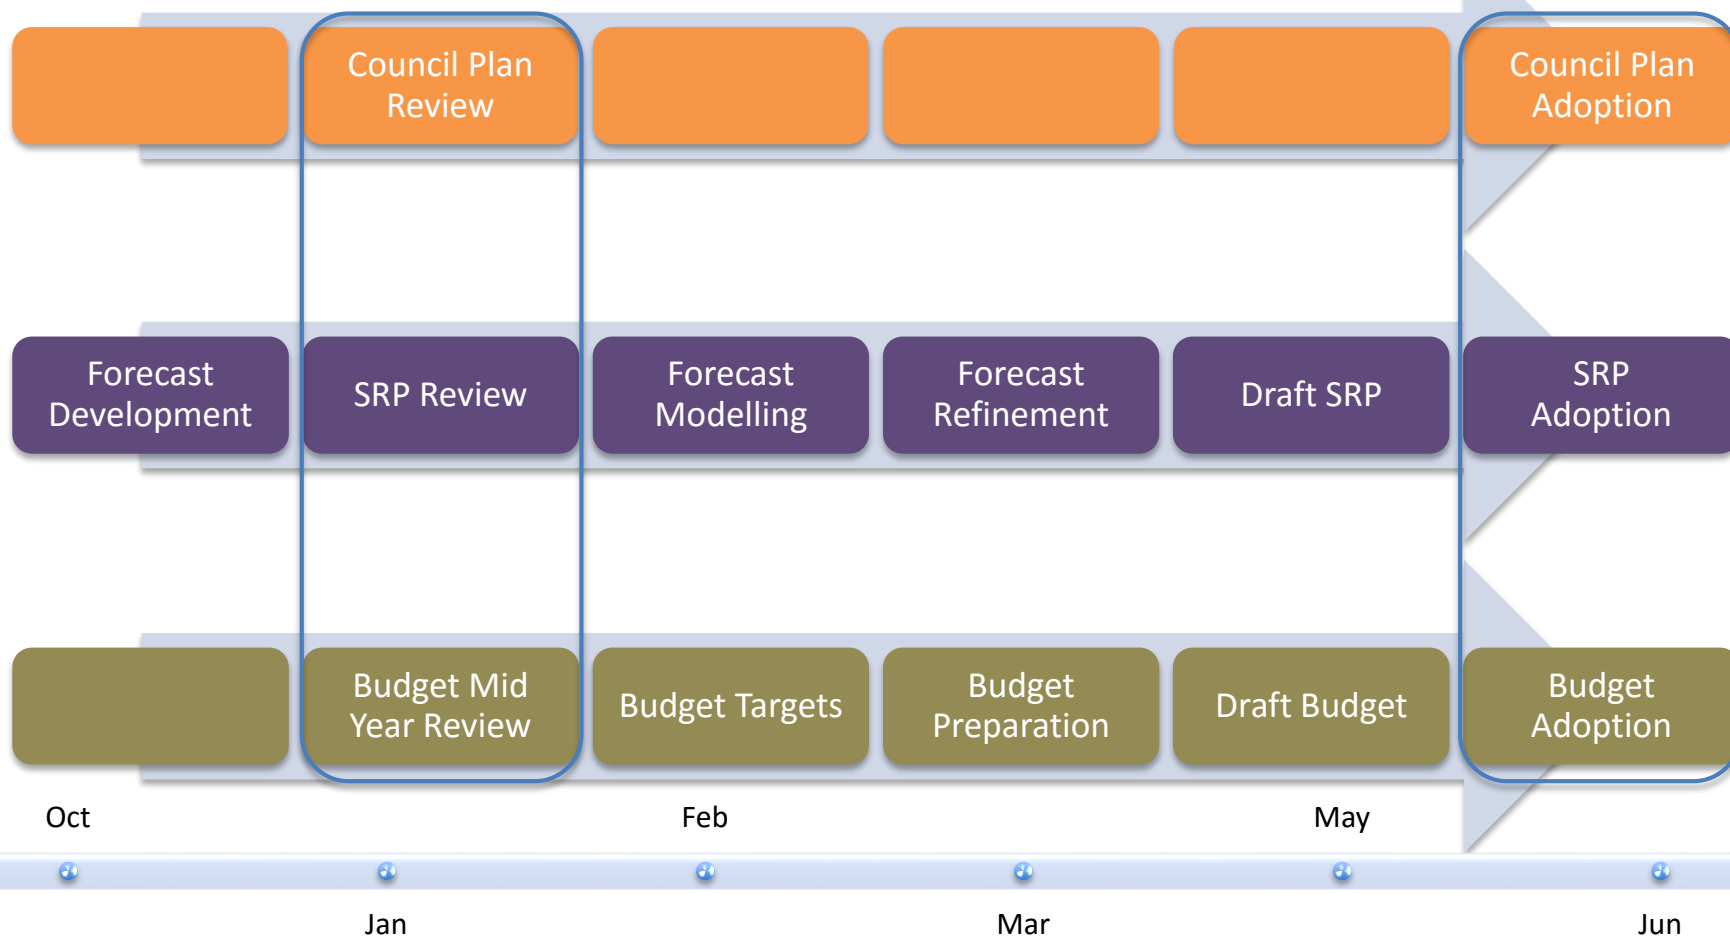 Council Plan
Review
Council Plan
Adoption
Forecast
Development
SRP Review
Forecast
Modelling
Forecast
Refinement
Draft SRP
SRP
Adoption
Budget Mid
Year Review
Budget Targets
Budget
Preparation
Draft Budget
Budget
Adoption
Oct
Feb
May
Jan
Mar
Jun